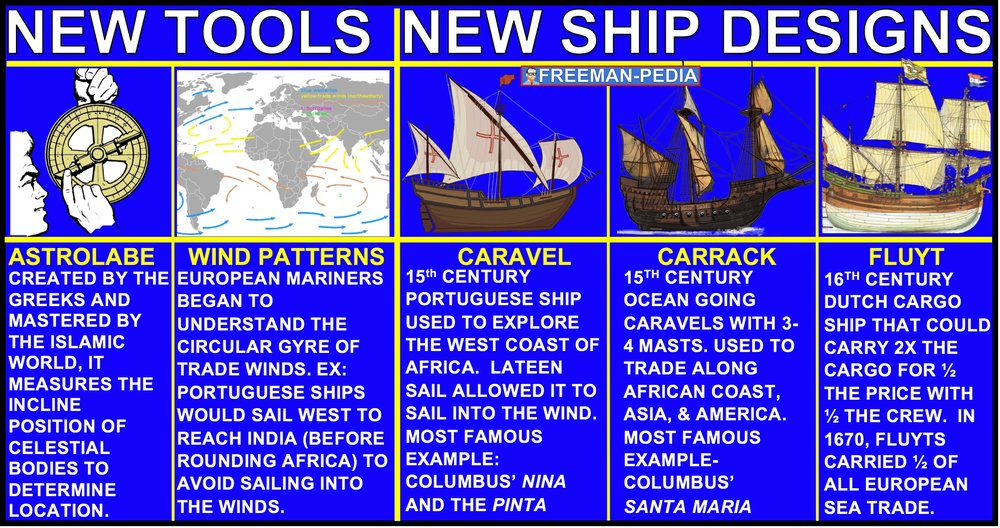 NEW TOOLS
NEW SHIP DESIGNS
FREEMAN-PEDIA
ASTROLABE
CREATED BY THE
GREEKS AND
MASTERED BY
THE ISLAMIC
WORLD, IT
MEASURES THE
INCLINE
POSITION OF
CELESTIAL
BODIES TO
DETERMINE
LOCATION.
WIND PATTERNS
EUROPEAN MARINERS
BEGAN TO
UNDERSTAND THE
CIRCULAR GYRE OF
TRADE WINDS. EX:
PORTUGUESE SHIPS
WOULD SAIL WEST TO
REACH INDIA (BEFORE
ROUNDING AFRICA) TO
AVOID SAILING INTO
THE WINDS.
CARAVEL
15th CENTURY
PORTUGUESE SHIP
USED TO EXPLORE
THE WEST COAST OF
AFRICA. LATEEN
SAIL ALLOWED IT TO
SAIL INTO THE WIND.
MOST FAMOUS
EXAMPLE:
COLUMBUS' NINA
AND THE PINTA
CARRACK
15TH CENTURY
OCEAN GOING
CARAVELS WITH 3-
4 MASTS. USED TO
TRADE ALONG
AFRICAN COAST,
ASIA, & AMERICA.
MOST FAMOUS
EXAMPLE-
COLUMBUS'
SANTA MARIA
FLUYT
16TH CENTURY
DUTCH CARGO
SHIP THAT COULD
CARRY 2X THE
CARGO FOR ½
THE PRICE WITH
½ THE CREW. IN
1670, FLUYTS
CARRIED ½ OF
ALL EUROPEAN
SEA TRADE.